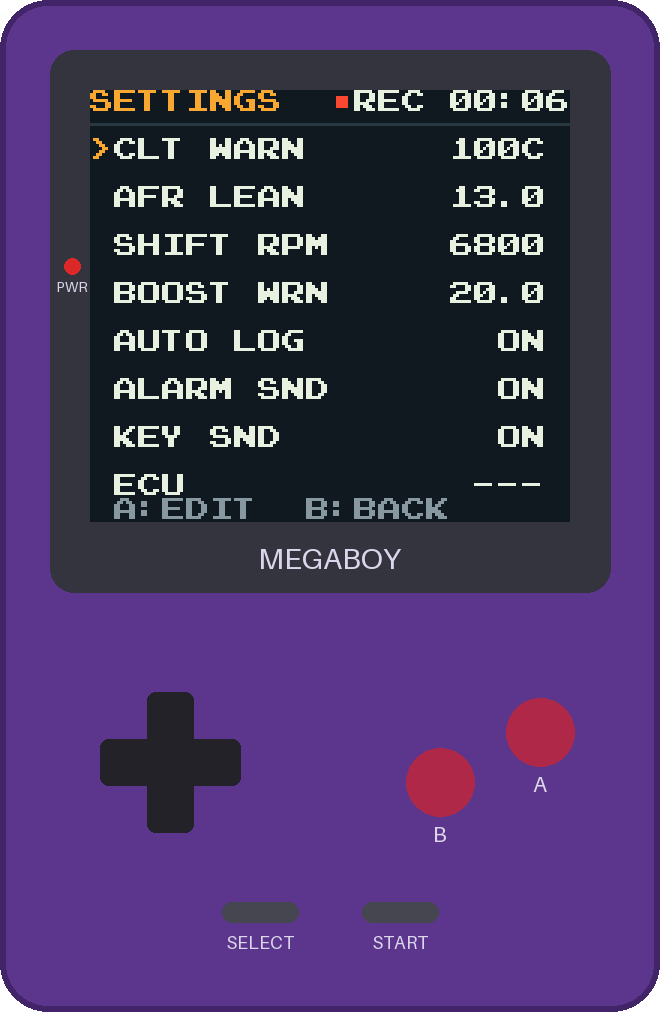 SETTINGS REC 00:06
>CLT WARN 100C
AFR LEAN 13.0
SHIFT RPM 6800
PWR
BOOST WRN 20.0
AUTO LOG ON
ALARM SND ON
KEY SND ON
ECU ---
A:EDIT B:BACK
MEGABOY
A
B
SELECT START